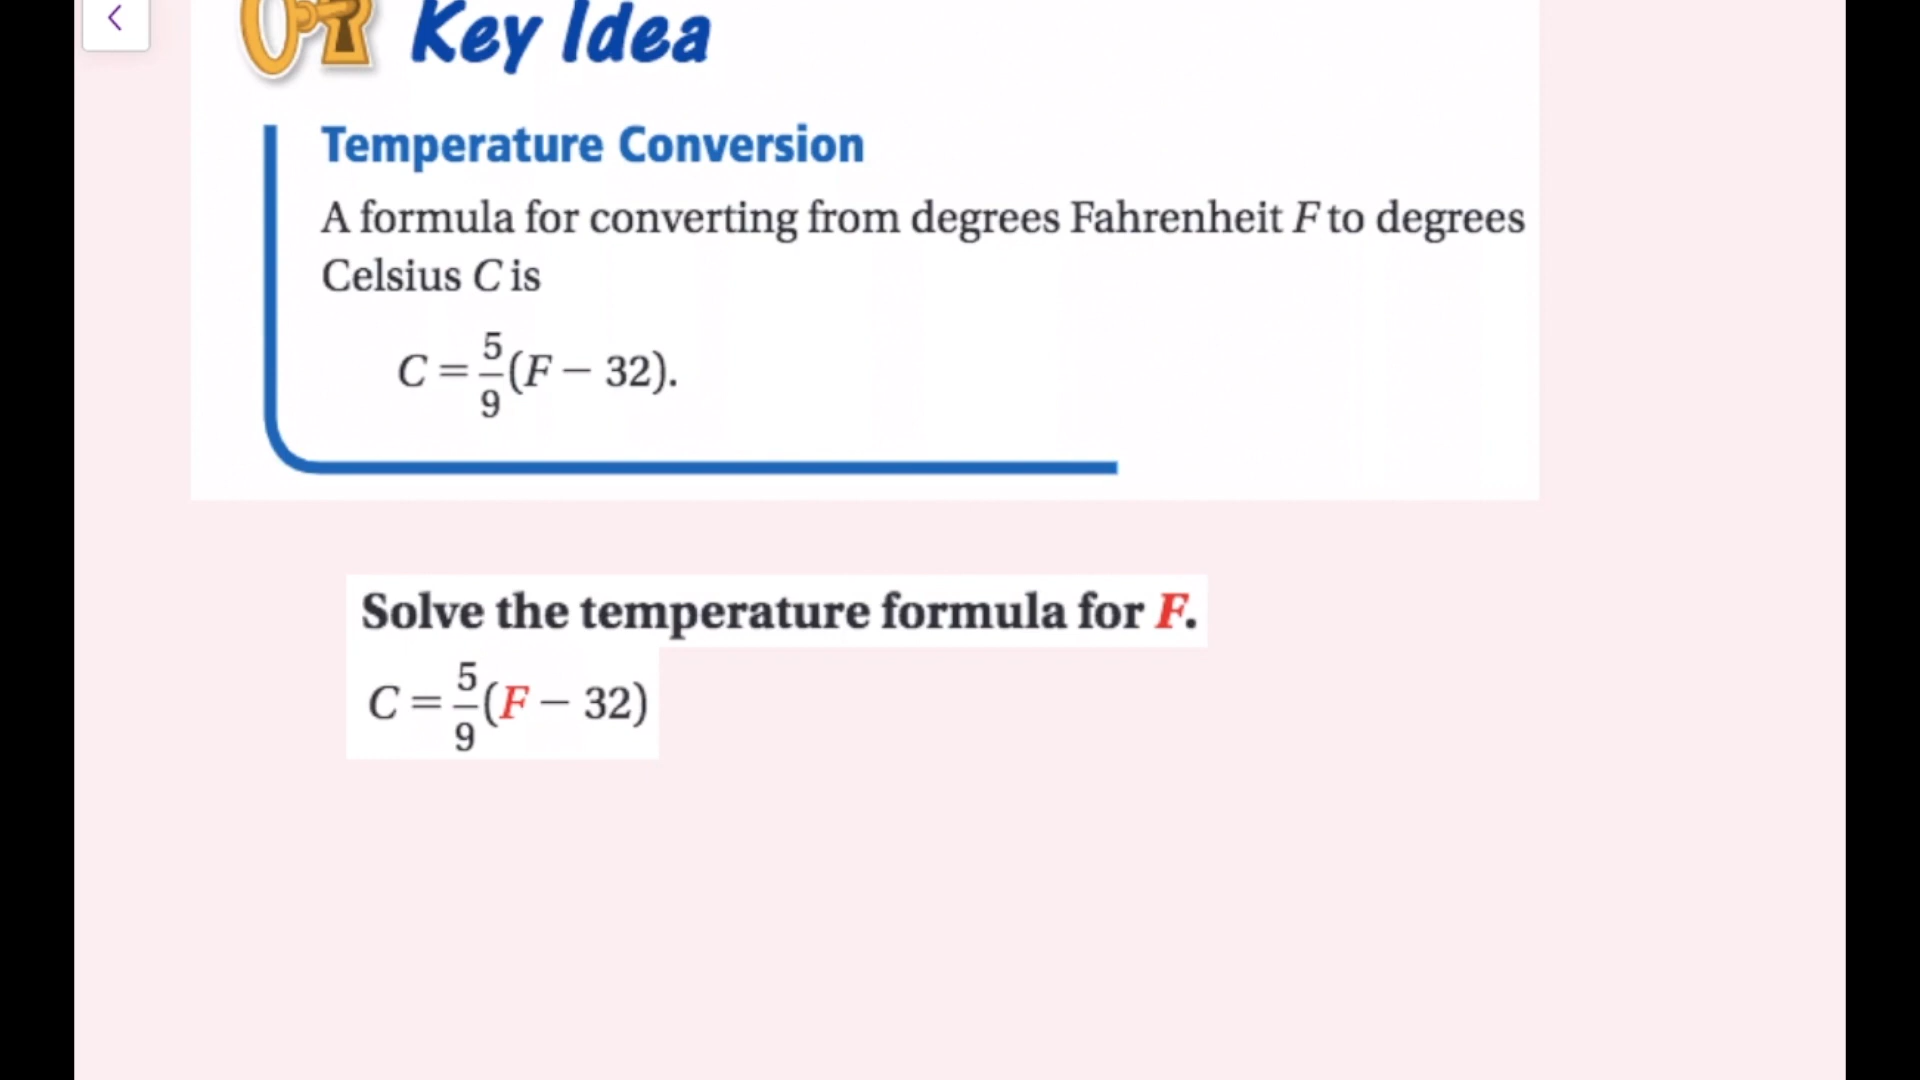 Key Idea
Temperature Conversion
A formula for converting from degrees Fahrenheit F to degrees
Celsius C is
C = 5/9 (F − 32).
Solve the temperature formula for F.
C = 5/9 (F − 32)